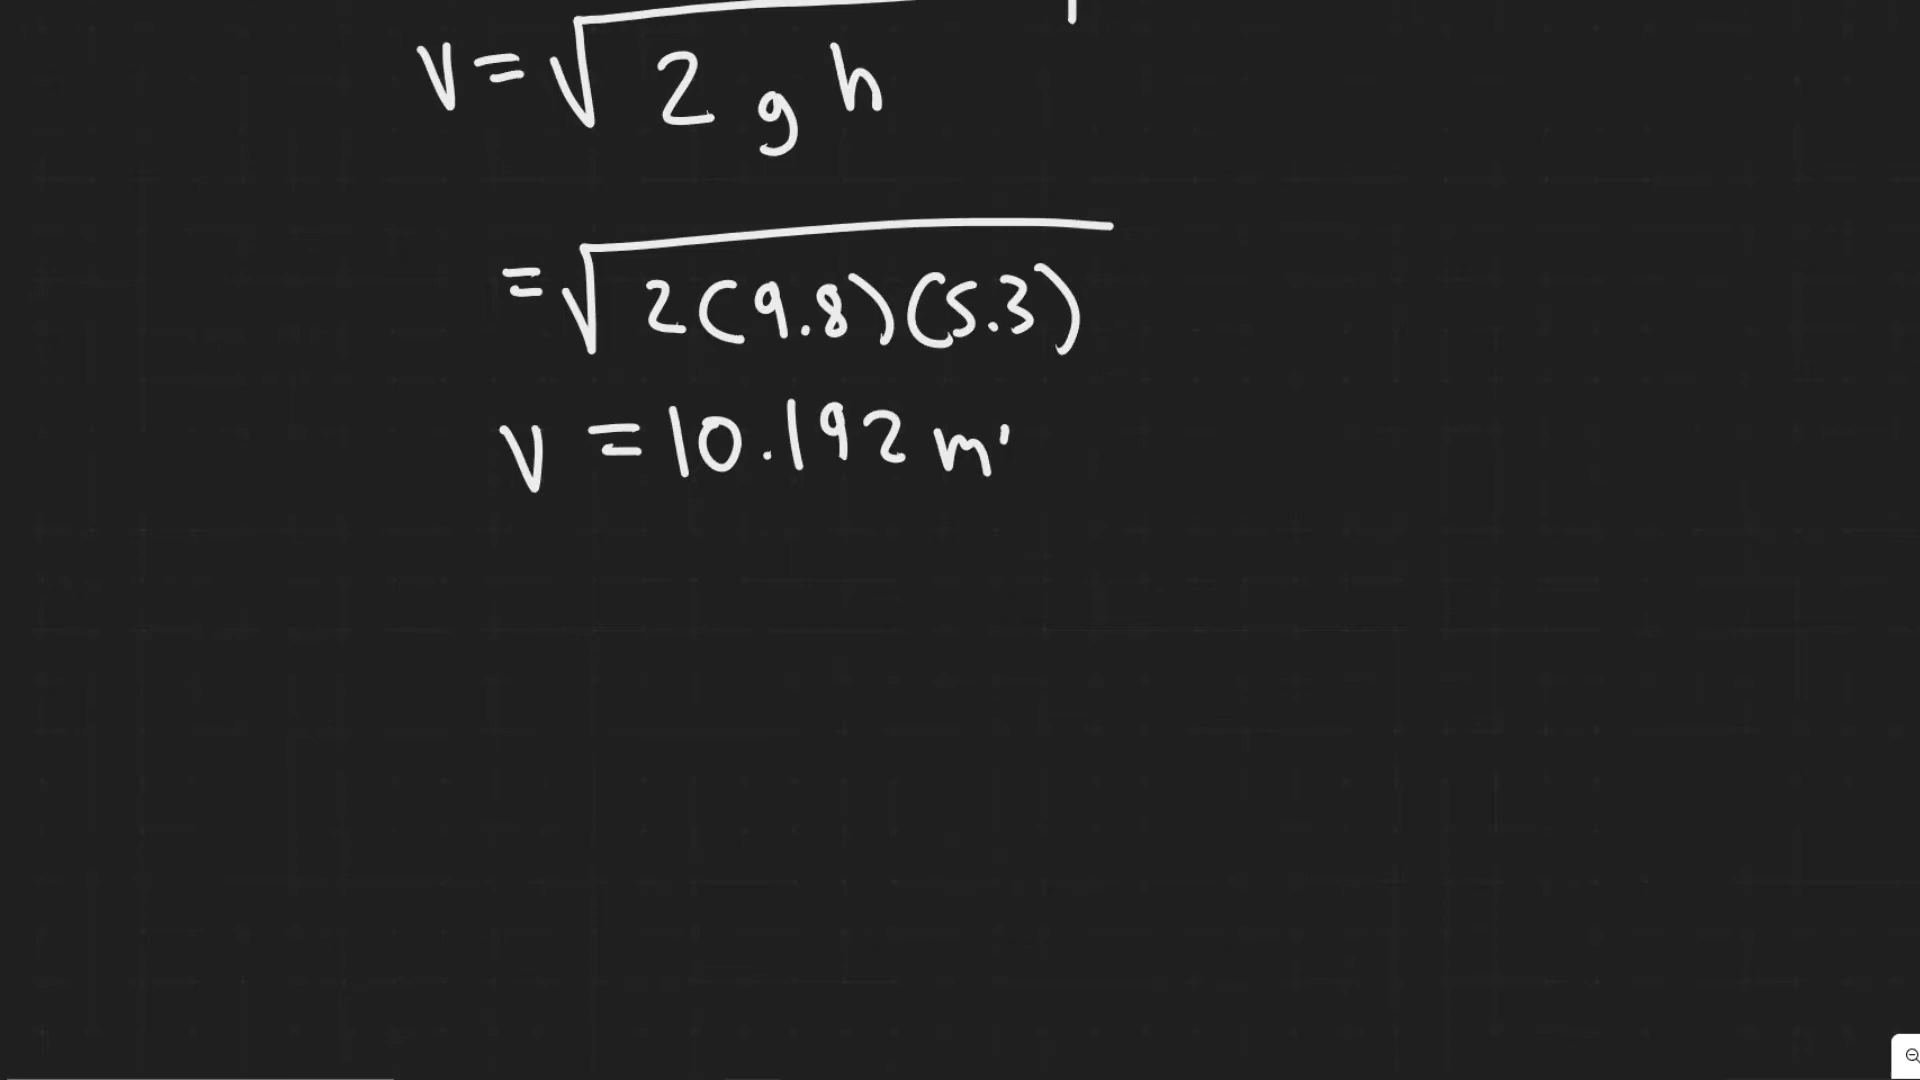 v = √2gh
= √2(9.8)(5.3)
v = 10.192 m'